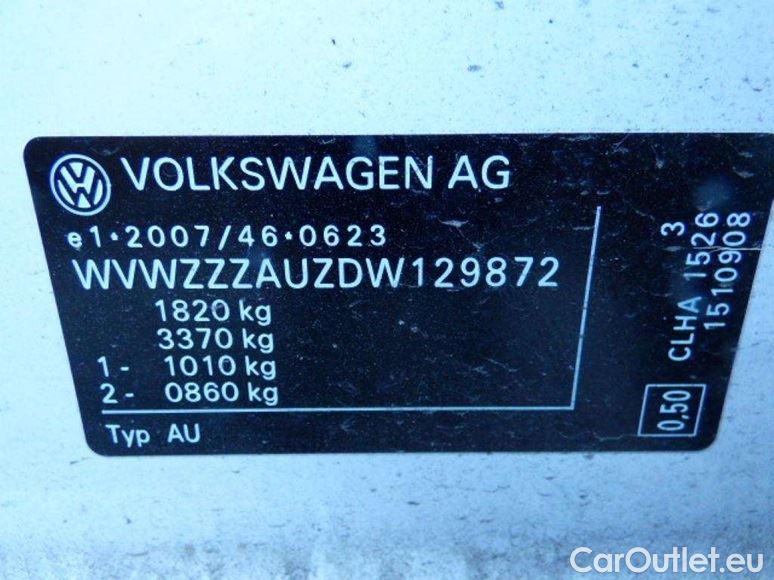 VOLKSWAGEN AG
e1*2007/46*0623
WVWZZZAUZDW129872
1820 kg
3370 kg
1- 1010 kg
2- 0860 kg
Typ AU
3
CLHA 1526
1510908
0,50
CarOutlet.eu